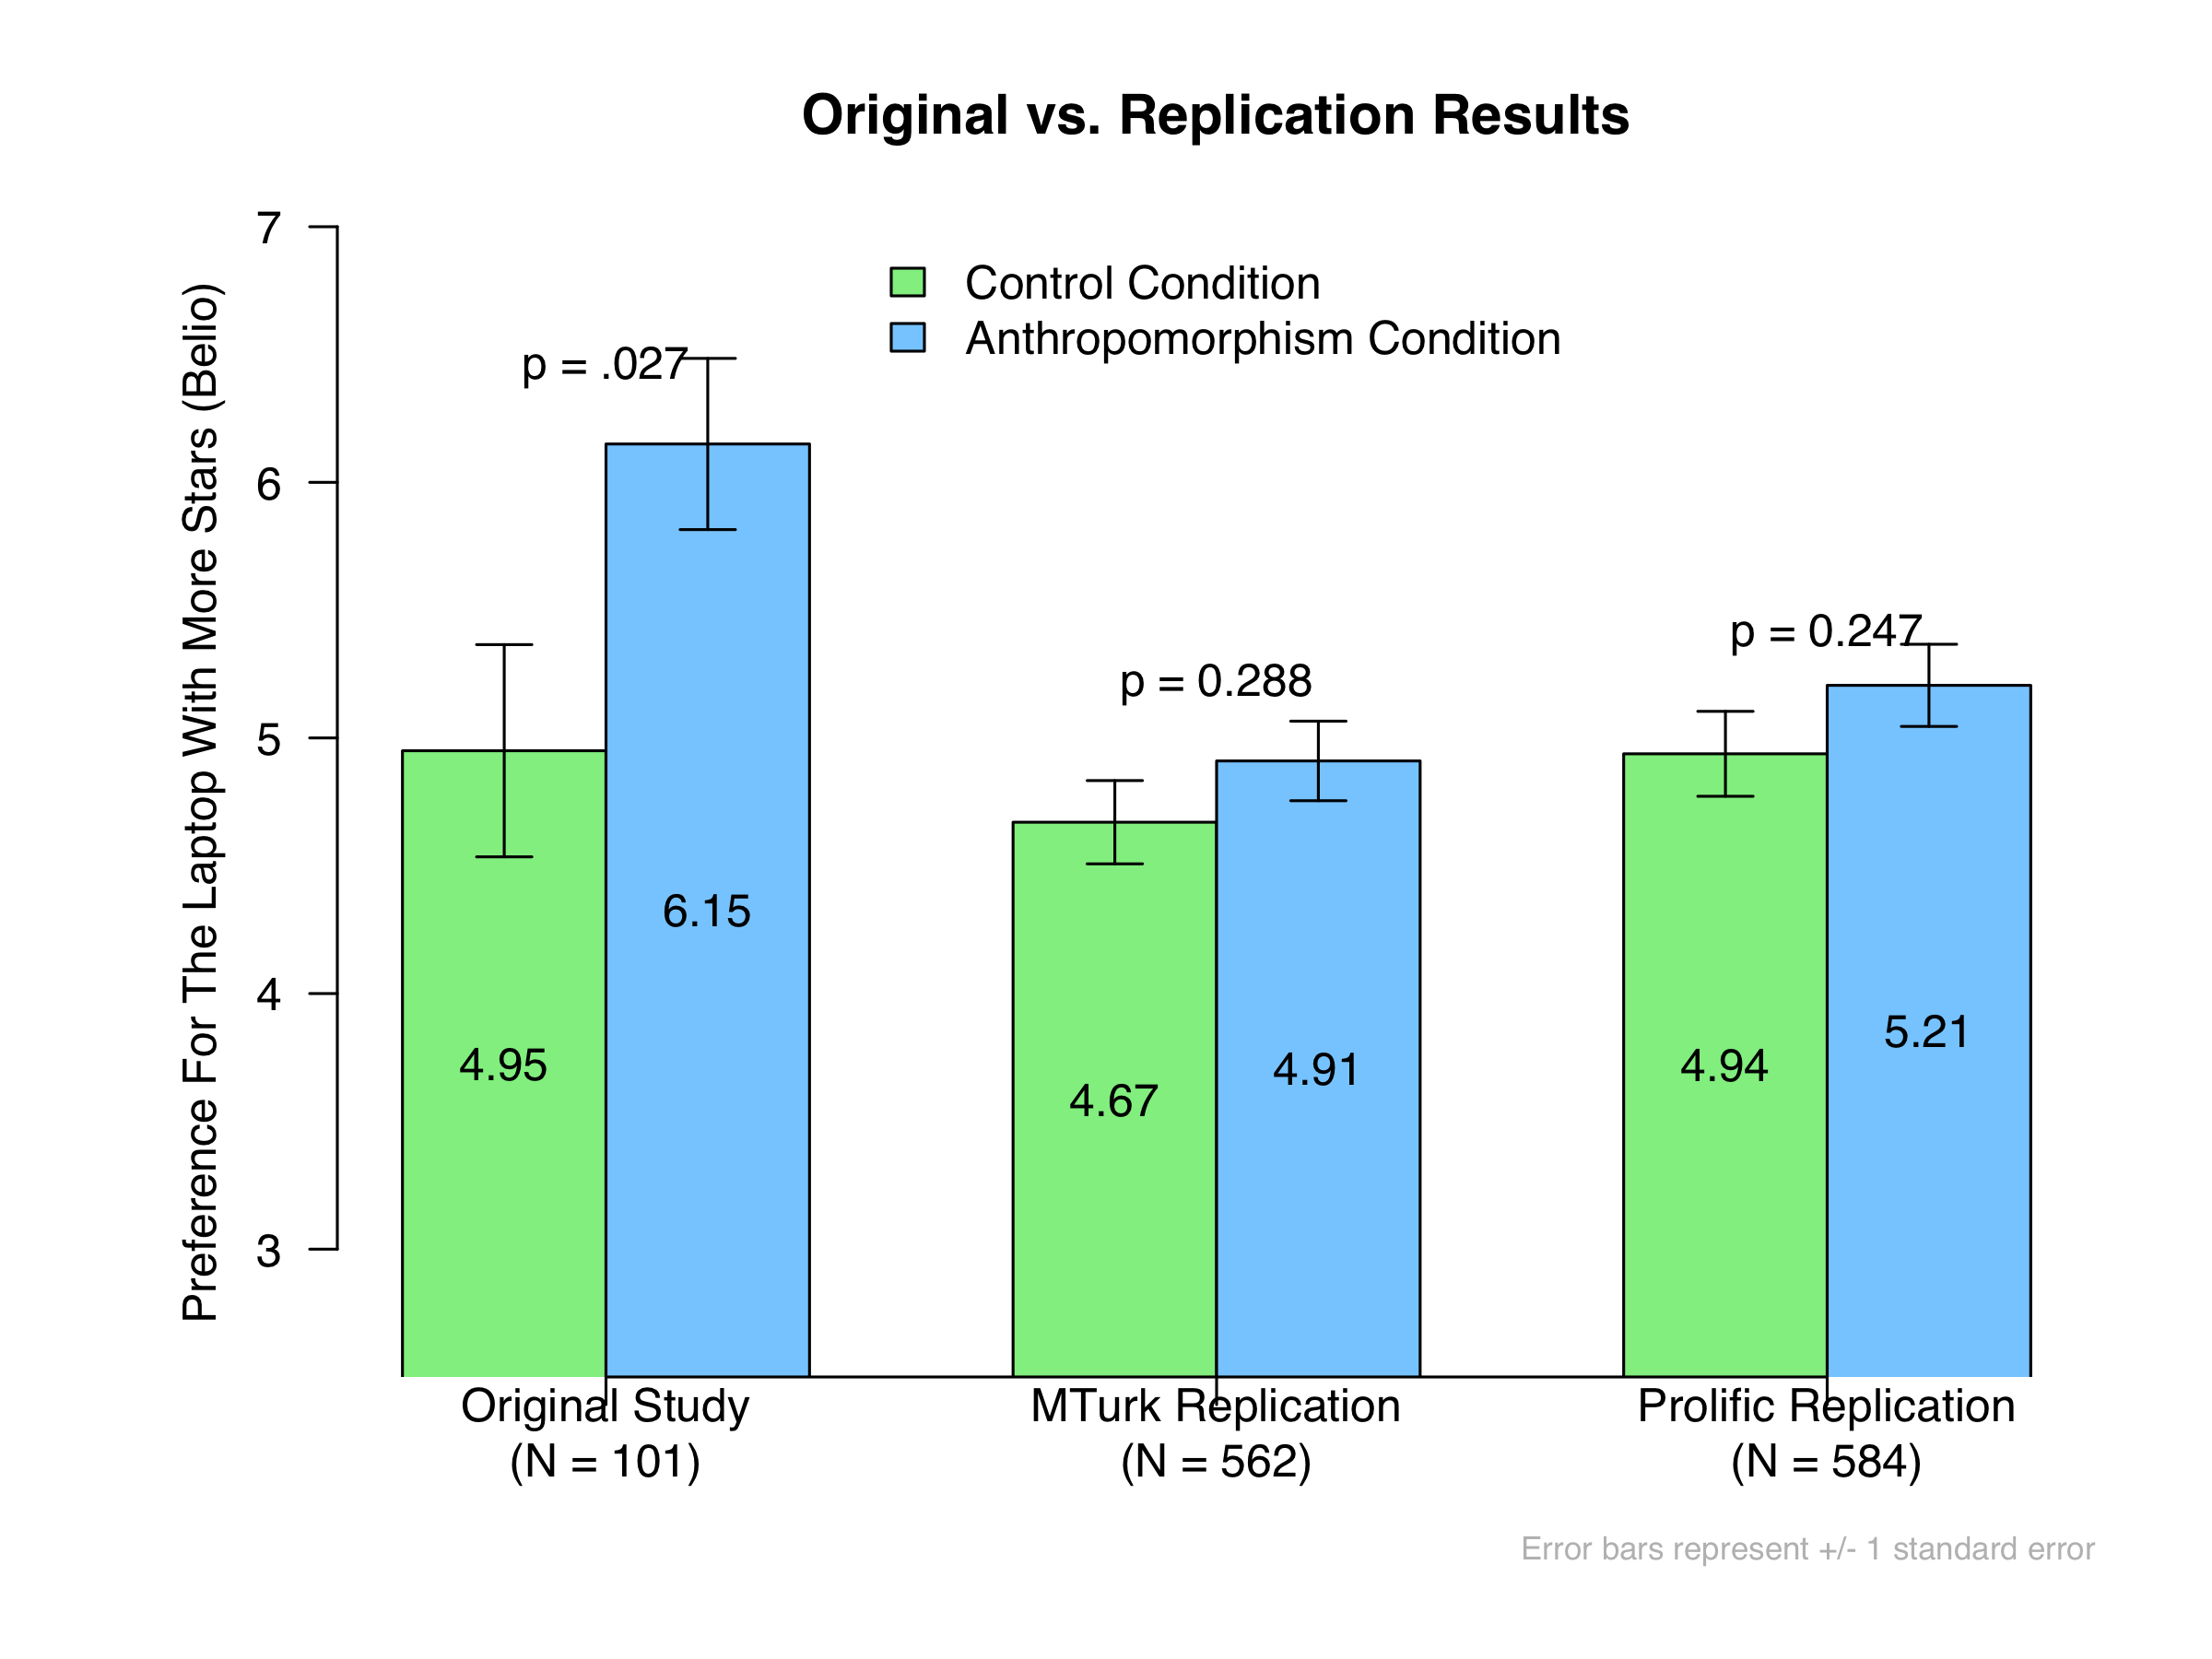 Original vs. Replication Results
Preference For The Laptop With More Stars (Belio)
7
6
5
4
3
Control Condition
Anthropomorphism Condition
p = .027
p = 0.288
p = 0.247
4.95
6.15
4.67
4.91
4.94
5.21
Original Study
(N = 101)
MTurk Replication
(N = 562)
Prolific Replication
(N = 584)
Error bars represent +/- 1 standard error